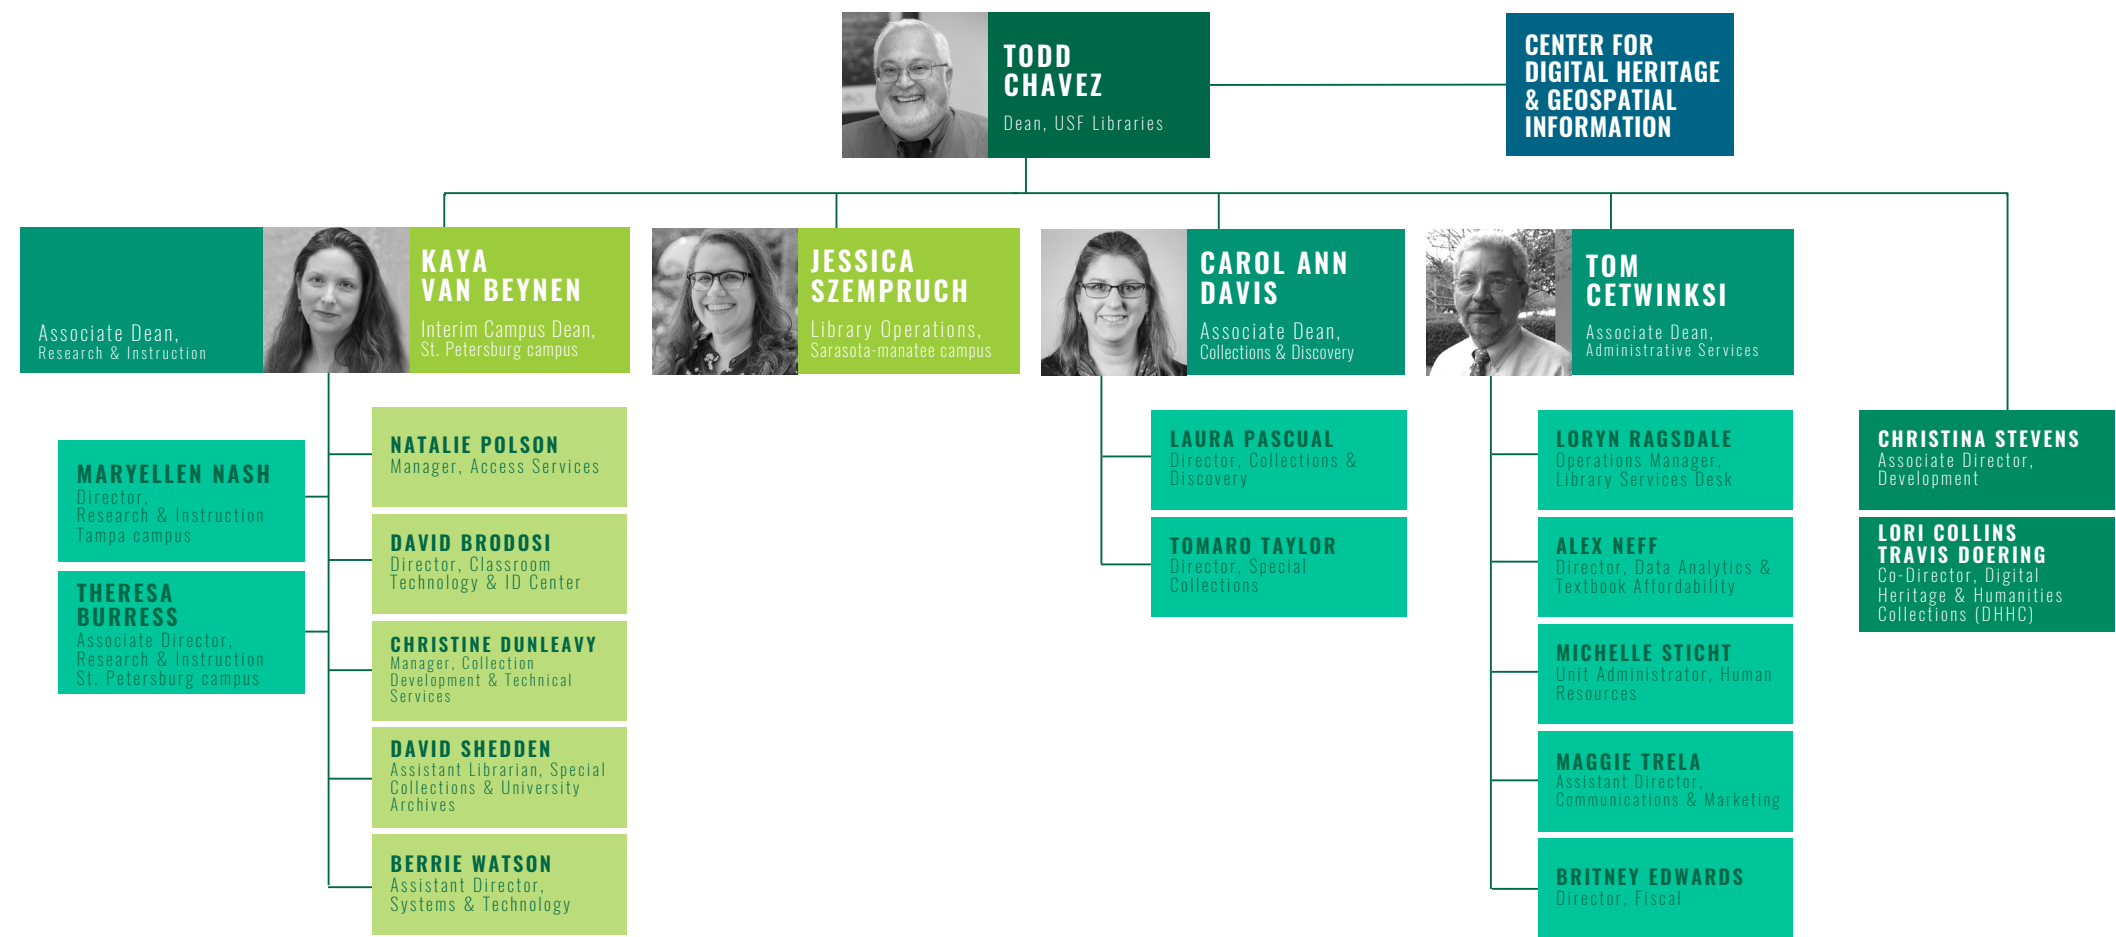 TODD
CHAVEZ
Dean, USF Libraries
CENTER FOR
DIGITAL HERITAGE
& GEOSPATIAL
INFORMATION
Associate Dean,
Research & Instruction
KAYA
VAN BEYNEN
Interim Campus Dean,
St. Petersburg campus
JESSICA
SZEMPRUCH
Library Operations,
Sarasota-manatee campus
CAROL ANN
DAVIS
Associate Dean,
Collections & Discovery
TOM
CETWINKSI
Associate Dean,
Administrative Services
MARYELLEN NASH
Director,
Research & Instruction
Tampa campus
THERESA
BURRESS
Associate Director,
Research & Instruction
St. Petersburg campus
NATALIE POLSON
Manager, Access Services
DAVID BRODOSI
Director, Classroom
Technology & ID Center
CHRISTINE DUNLEAVY
Manager, Collection
Development & Technical
Services
DAVID SHEDDEN
Assistant Librarian, Special
Collections & University
Archives
BERRIE WATSON
Assistant Director,
Systems & Technology
LAURA PASCUAL
Director, Collections &
Discovery
TOMARO TAYLOR
Director, Special
Collections
LORYN RAGSDALE
Operations Manager,
Library Services Desk
ALEX NEFF
Director, Data Analytics &
Textbook Affordability
MICHELLE STICHT
Unit Administrator, Human
Resources
MAGGIE TRELA
Assistant Director,
Communications & Marketing
BRITNEY EDWARDS
Director, Fiscal
CHRISTINA STEVENS
Associate Director,
Development
LORI COLLINS
TRAVIS DOERING
Co-Director, Digital
Heritage & Humanities
Collections (DHHC)